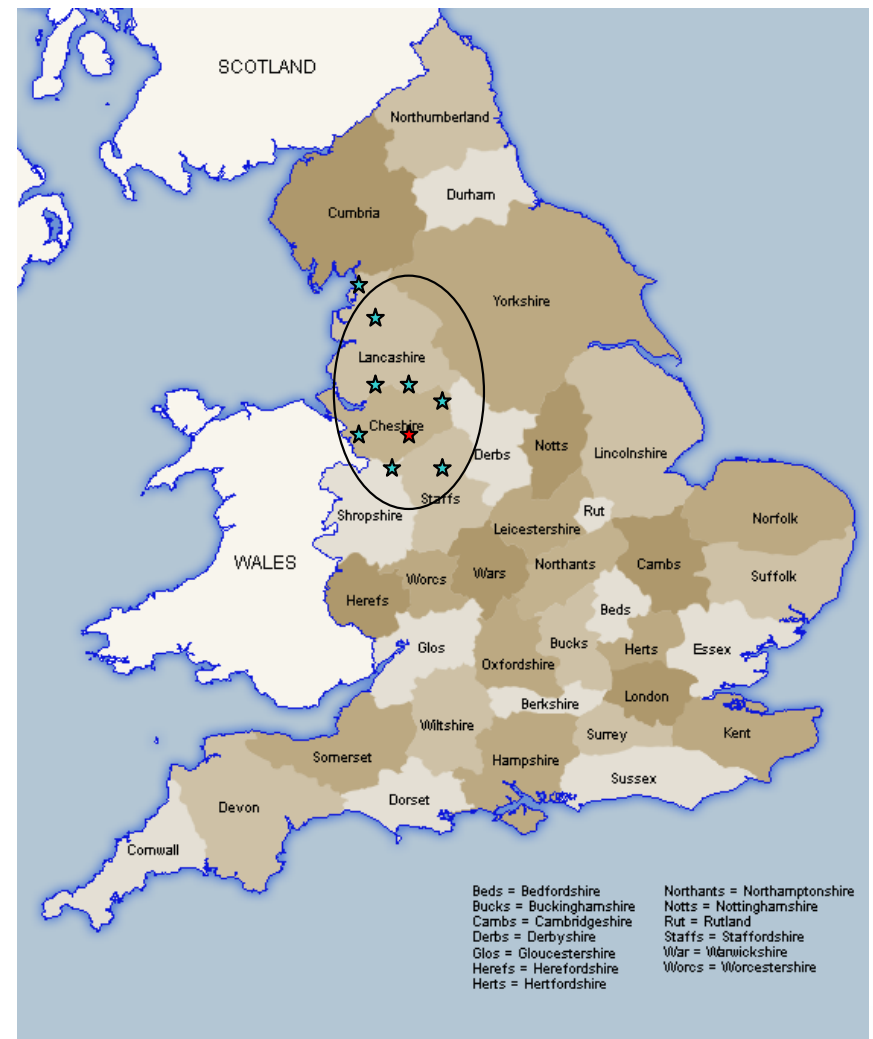 SCOTLAND
Northumberland
Durham
Cumbria
Yorkshire
Lancashire
Cheshire
Derbs
Notts
Lincolnshire
Staffs
Shropshire
Rut
Leicestershire
Norfolk
WALES
Northants
Cambs
Worcs
Wars
Suffolk
Herefs
Beds
Glos
Bucks
Herts
Essex
Oxfordshire
London
Berkshire
Wiltshire
Surrey
Kent
Somerset
Hampshire
Sussex
Dorset
Devon
Cornwall
Beds = Bedfordshire
Bucks = Buckinghamshire
Cambs = Cambridgeshire
Derbs = Derbyshire
Glos = Gloucestershire
Herefs = Herefordshire
Herts = Hertfordshire
Northants = Northamptonshire
Notts = Nottinghamshire
Rut = Rutland
Staffs = Staffordshire
War = Warwickshire
Worcs = Worcestershire